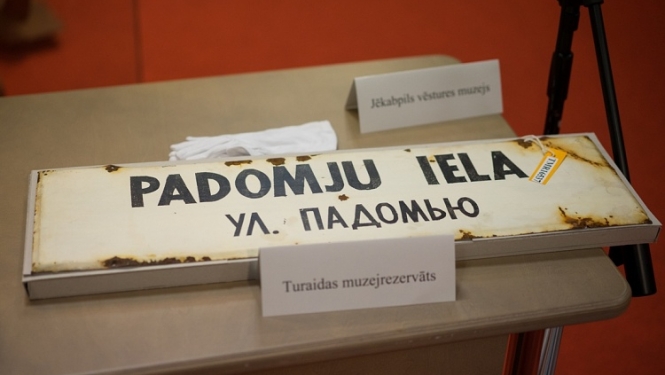 Jēkabpils vēstures muzejs
PADOMJU IELA
УЛ. ПАДОМЬЮ
Turaidas muzejrezervāts